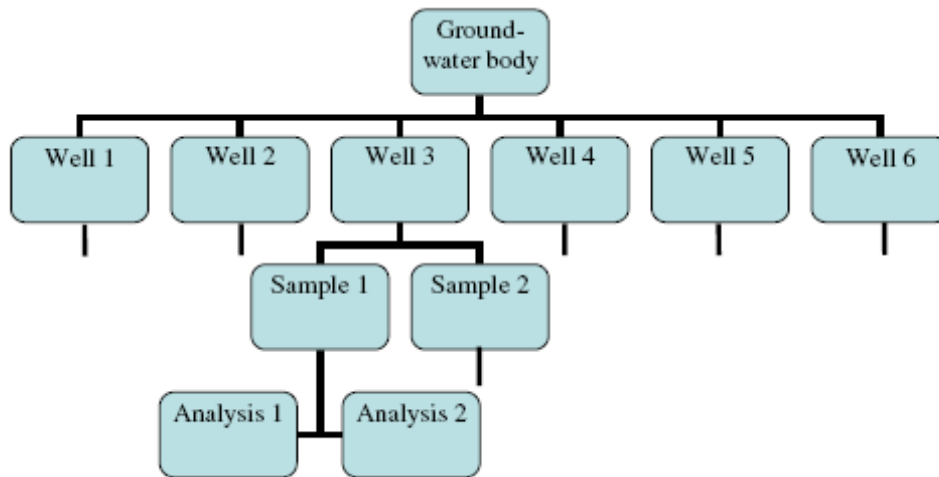 Ground-
water body
Well 1
Well 2
Well 3
Well 4
Well 5
Well 6
Sample 1
Sample 2
Analysis 1
Analysis 2